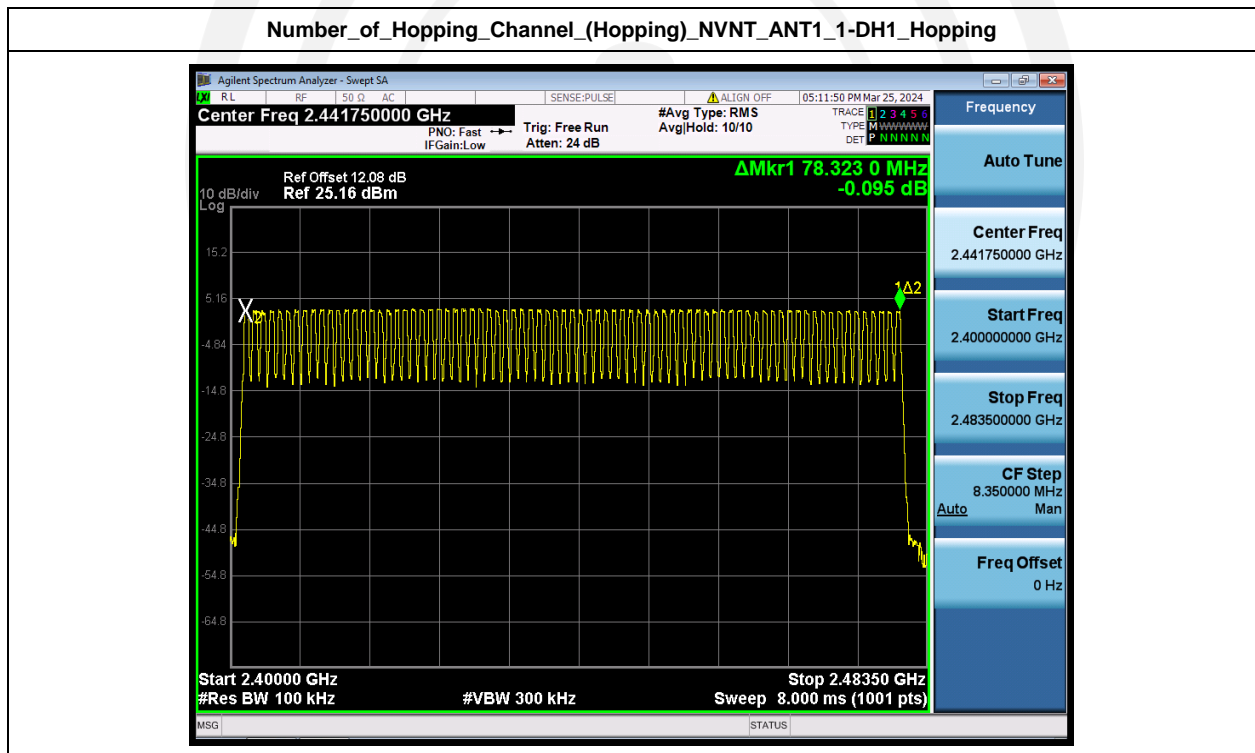 Number_of_Hopping_Channel_(Hopping)_NVNT_ANT1_1-DH1_Hopping
Agilent Spectrum Analyzer - Swept SA
LXI RL RF 50 Ω AC SENSE:PULSE ALIGN OFF 05:11:50 PM Mar 25, 2024
Center Freq 2.441750000 GHz
PNO: Fast
IFGain:Low
Trig: Free Run
Atten: 24 dB
#Avg Type: RMS
Avg|Hold: 10/10
TRACE 1 2 3 4 5 6
TYPE M WWWWW
DET P N N N N N
Frequency
ΔMkr1 78.323 0 MHz
-0.095 dB
Ref Offset 12.08 dB
10 dB/div Ref 25.16 dBm
Log
15.2
5.16
-4.84
-14.8
-24.8
-34.8
-44.8
-54.8
-64.8
X2
1Δ2
Start 2.40000 GHz Stop 2.48350 GHz
#Res BW 100 kHz #VBW 300 kHz Sweep 8.000 ms (1001 pts)
MSG STATUS
Auto Tune
Center Freq
2.441750000 GHz
Start Freq
2.400000000 GHz
Stop Freq
2.483500000 GHz
CF Step
8.350000 MHz
Auto Man
Freq Offset
0 Hz